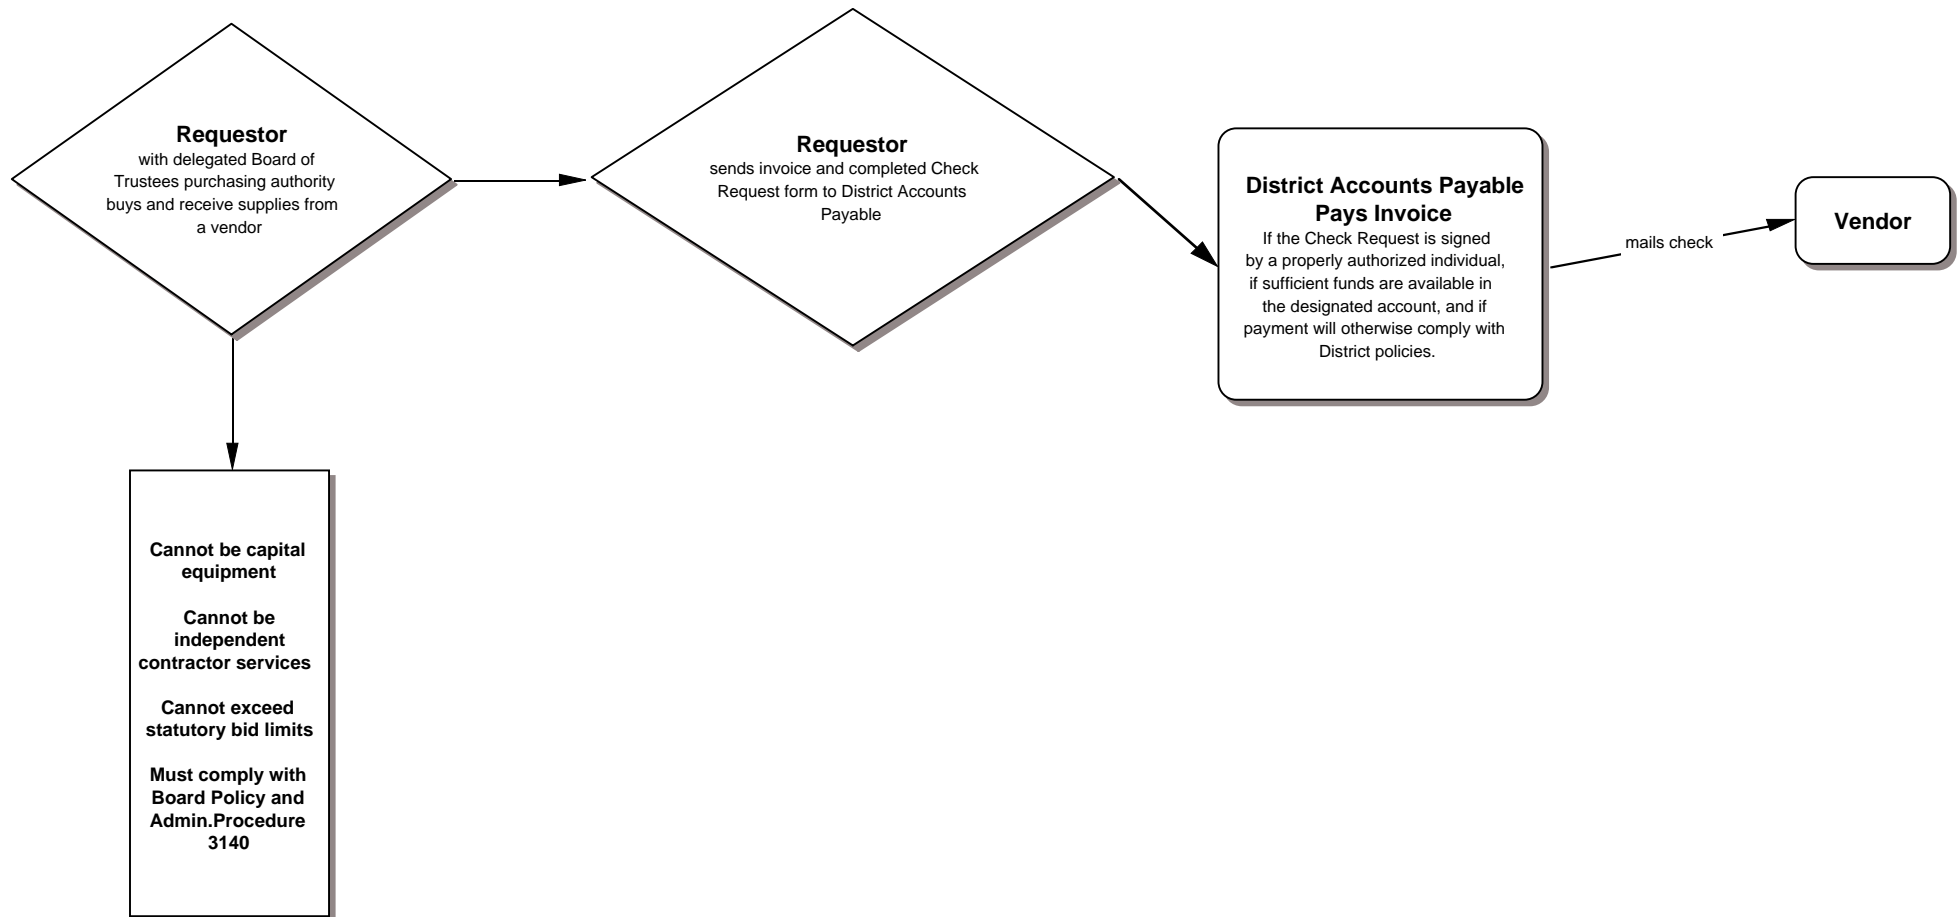 Requestor
with delegated Board of
Trustees purchasing authority
buys and receive supplies from
a vendor
Requestor
sends invoice and completed Check
Request form to District Accounts
Payable
District Accounts Payable
Pays Invoice
If the Check Request is signed
by a properly authorized individual,
if sufficient funds are available in
the designated account, and if
payment will otherwise comply with
District policies.
mails check
Vendor
Cannot be capital
equipment
Cannot be
independent
contractor services
Cannot exceed
statutory bid limits
Must comply with
Board Policy and
Admin.Procedure
3140